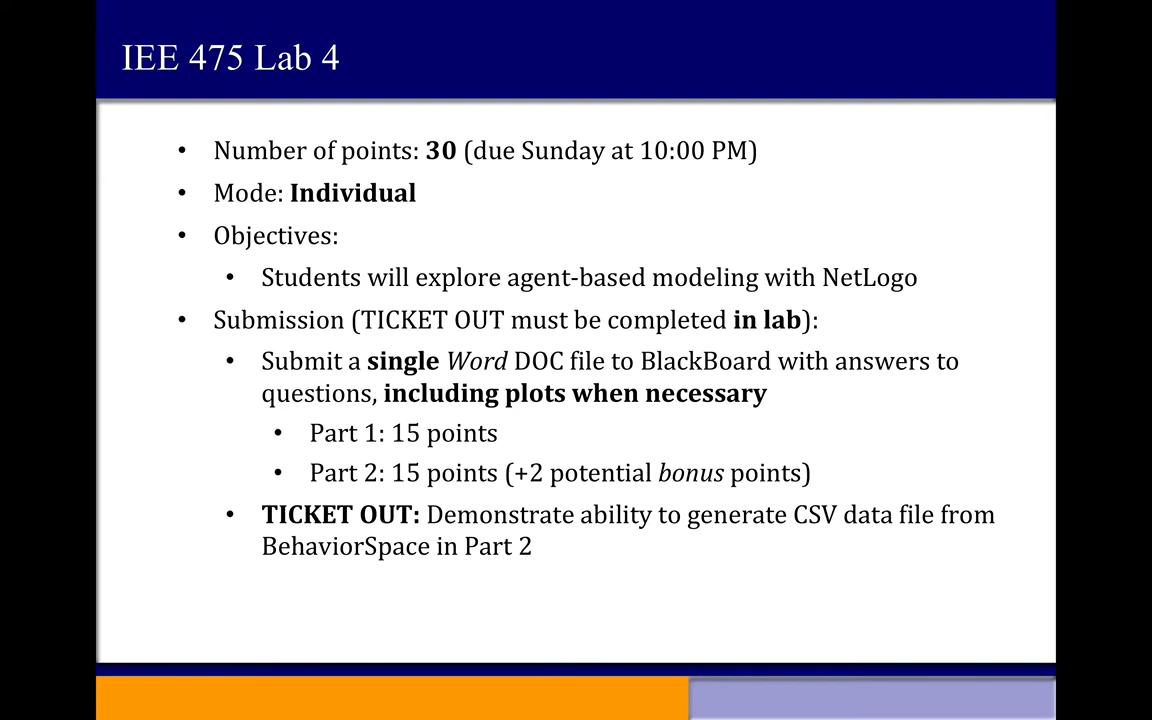 IEE 475 Lab 4
• Number of points: 30 (due Sunday at 10:00 PM)
• Mode: Individual
• Objectives:
• Students will explore agent-based modeling with NetLogo
• Submission (TICKET OUT must be completed in lab):
• Submit a single Word DOC file to BlackBoard with answers to
questions, including plots when necessary
• Part 1: 15 points
• Part 2: 15 points (+2 potential bonus points)
• TICKET OUT: Demonstrate ability to generate CSV data file from
BehaviorSpace in Part 2